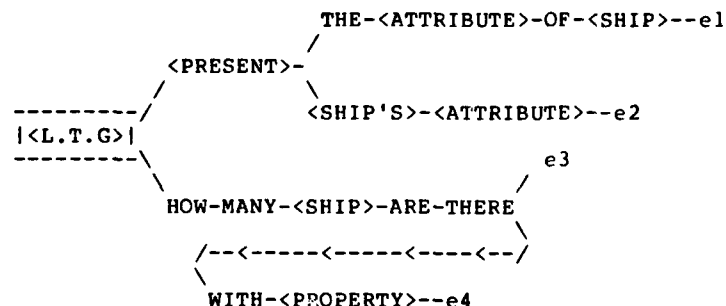 THE-<ATTRIBUTE>-OF-<SHIP>--e1
<PRESENT>-
<SHIP'S>-<ATTRIBUTE>--e2
|<L.T.G>|
e3
HOW-MANY-<SHIP>-ARE-THERE
/--<-----<-----<-----<--/
WITH-<PROPERTY>--e4